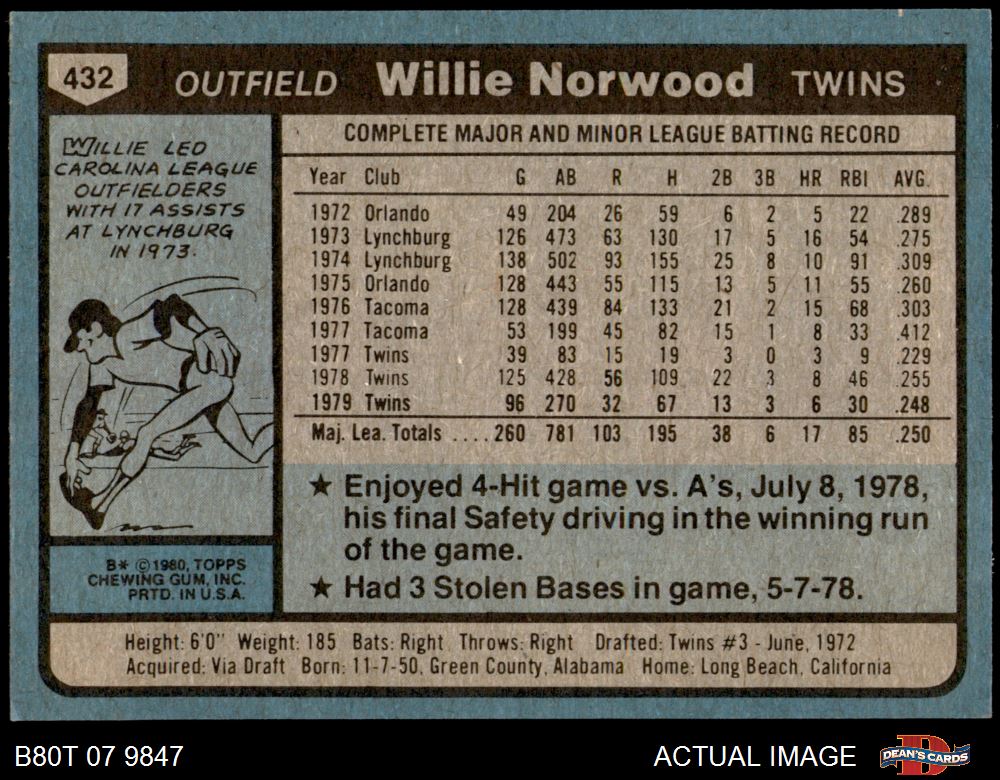 432 OUTFIELD Willie Norwood TWINS
WILLIE LED
CAROLINA LEAGUE
OUTFIELDERS
WITH 17 ASSISTS
AT LYNCHBURG
IN 1973.
B* ©1980, TOPPS
CHEWING GUM, INC.
PRTD. IN U.S.A.
COMPLETE MAJOR AND MINOR LEAGUE BATTING RECORD
Year Club G AB R H 2B 3B HR RBI AVG.
1972 Orlando 49 204 26 59 6 2 5 22 .289
1973 Lynchburg 126 473 63 130 17 5 16 54 .275
1974 Lynchburg 138 502 93 155 25 8 10 91 .309
1975 Orlando 128 443 55 115 13 5 11 55 .260
1976 Tacoma 128 439 84 133 21 2 15 68 .303
1977 Tacoma 53 199 45 82 15 1 8 33 .412
1977 Twins 39 83 15 19 3 0 3 9 .229
1978 Twins 125 428 56 109 22 3 8 46 .255
1979 Twins 96 270 32 67 13 3 6 30 .248
Maj. Lea. Totals ....260 781 103 195 38 6 17 85 .250
★ Enjoyed 4-Hit game vs. A's, July 8, 1978,
his final Safety driving in the winning run
of the game.
★ Had 3 Stolen Bases in game, 5-7-78.
Height: 6'0" Weight: 185 Bats: Right Throws: Right Drafted: Twins #3 - June, 1972
Acquired: Via Draft Born: 11-7-50, Green County, Alabama Home: Long Beach, California
B80T 07 9847 ACTUAL IMAGE DEAN'S CARDS